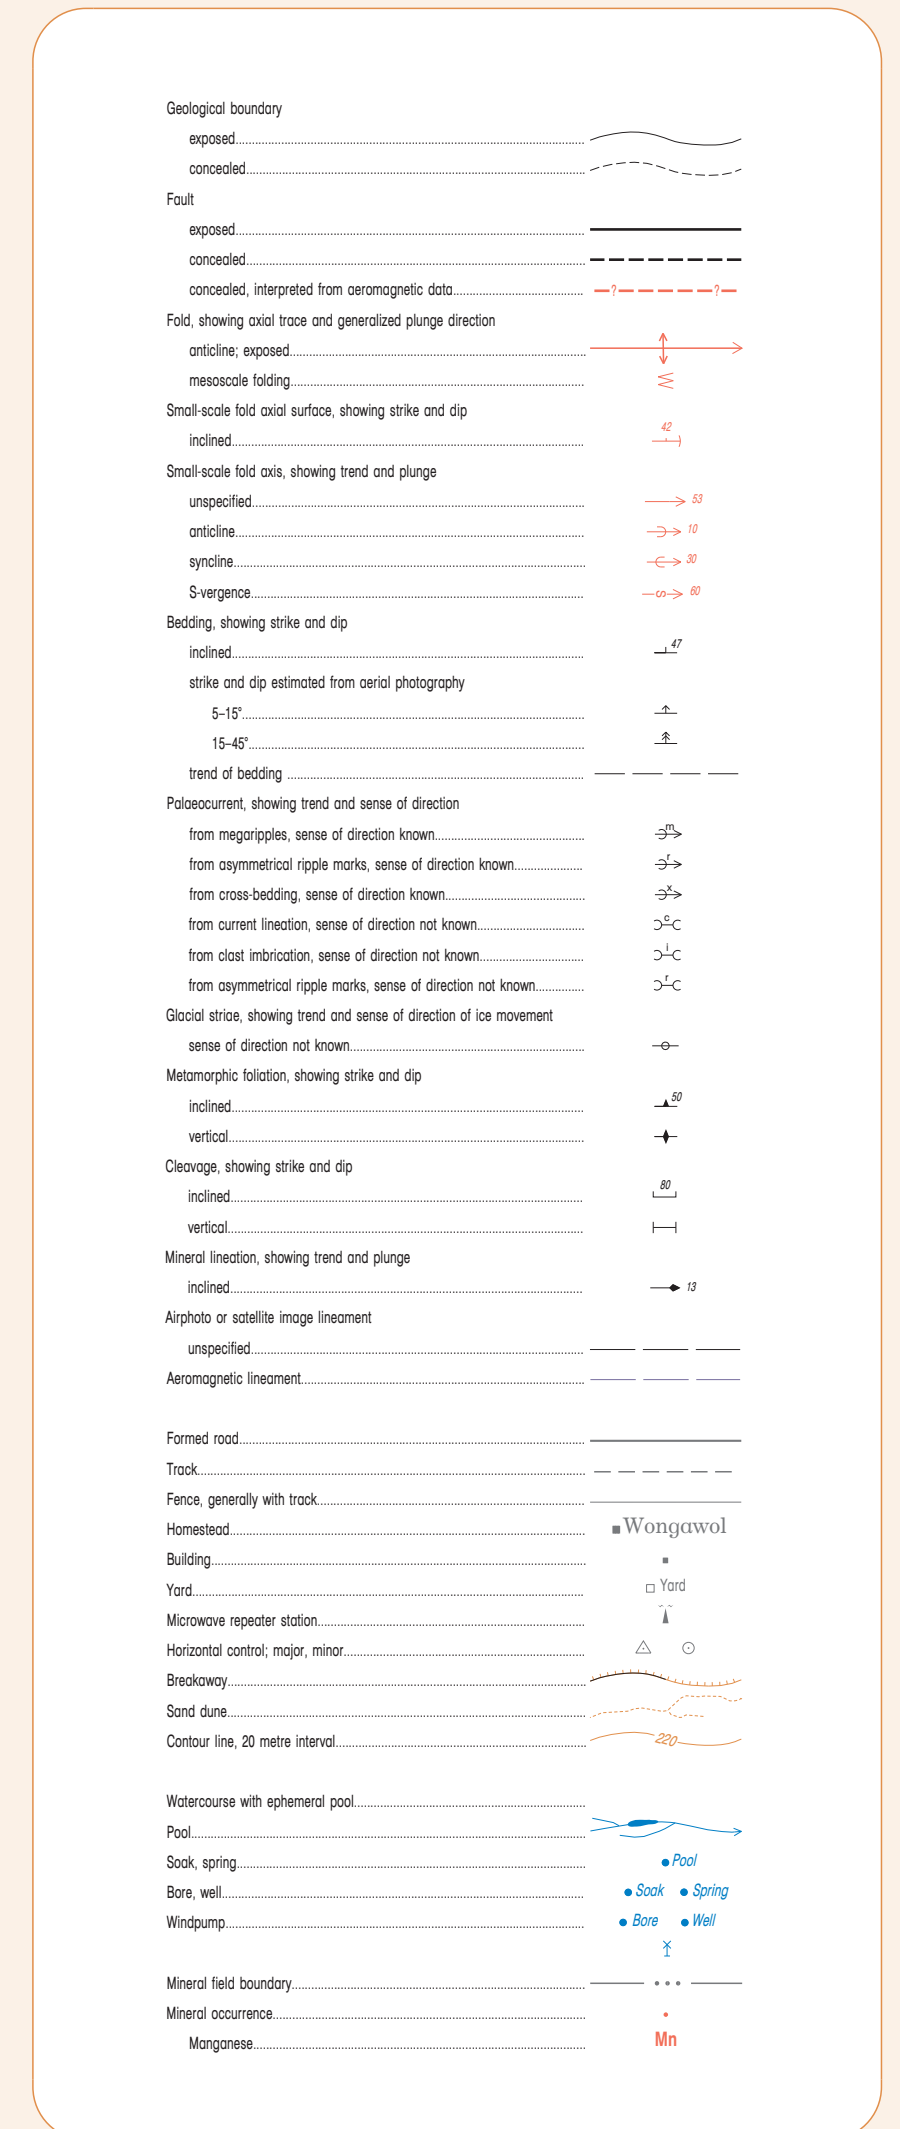 Geological boundary
exposed
concealed
Fault
exposed
concealed
concealed, interpreted from aeromagnetic data ? ?
Fold, showing axial trace and generalized plunge direction
anticline; exposed
mesoscale folding
Small-scale fold axial surface, showing strike and dip
inclined 42
Small-scale fold axis, showing trend and plunge
unspecified 53
anticline 10
syncline 30
S-vergence S 60
Bedding, showing strike and dip
inclined 47
strike and dip estimated from aerial photography
5–15°
15–45°
trend of bedding
Palaeocurrent, showing trend and sense of direction
from megaripples, sense of direction known m
from asymmetrical ripple marks, sense of direction known r
from cross-bedding, sense of direction known x
from current lineation, sense of direction not known c
from clast imbrication, sense of direction not known i
from asymmetrical ripple marks, sense of direction not known r
Glacial striae, showing trend and sense of direction of ice movement
sense of direction not known
Metamorphic foliation, showing strike and dip
inclined 50
vertical
Cleavage, showing strike and dip
inclined 80
vertical
Mineral lineation, showing trend and plunge
inclined 13
Airphoto or satellite image lineament
unspecified
Aeromagnetic lineament
Formed road
Track
Fence, generally with track
Homestead Wongawol
Building
Yard Yard
Microwave repeater station
Horizontal control; major, minor
Breakaway
Sand dune
Contour line, 20 metre interval 220
Watercourse with ephemeral pool
Pool
Soak, spring Pool
Bore, well Soak Spring
Windpump Bore Well
Mineral field boundary
Mineral occurrence
Manganese Mn